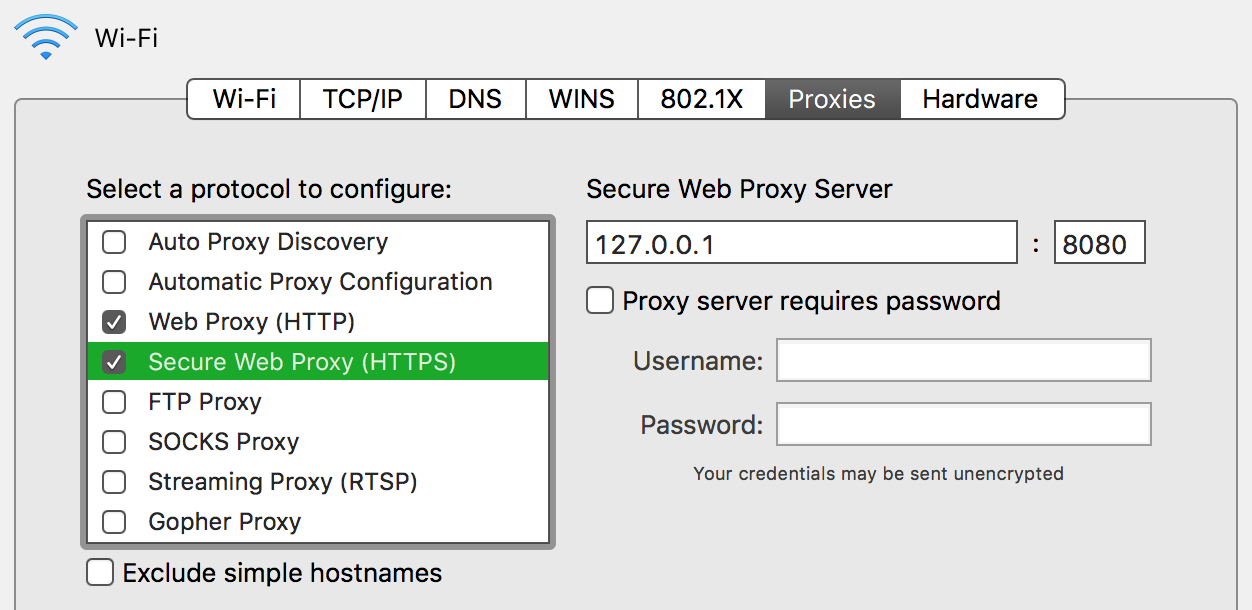 Wi-Fi
Wi-Fi TCP/IP DNS WINS 802.1X Proxies Hardware
Select a protocol to configure:
Auto Proxy Discovery
Automatic Proxy Configuration
Web Proxy (HTTP)
Secure Web Proxy (HTTPS)
FTP Proxy
SOCKS Proxy
Streaming Proxy (RTSP)
Gopher Proxy
Exclude simple hostnames
Secure Web Proxy Server
127.0.0.1 : 8080
Proxy server requires password
Username:
Password:
Your credentials may be sent unencrypted